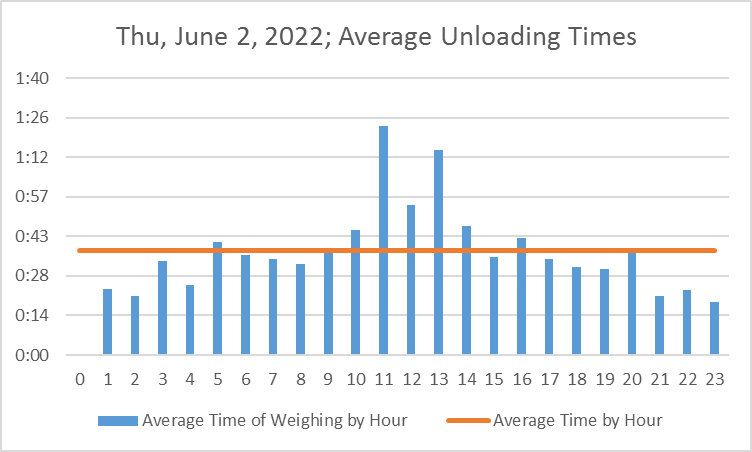 Thu, June 2, 2022; Average Unloading Times
1:40
1:26
1:12
0:57
0:43
0:28
0:14
0:00
0 1 2 3 4 5 6 7 8 9 10 11 12 13 14 15 16 17 18 19 20 21 22 23
Average Time of Weighing by Hour Average Time by Hour